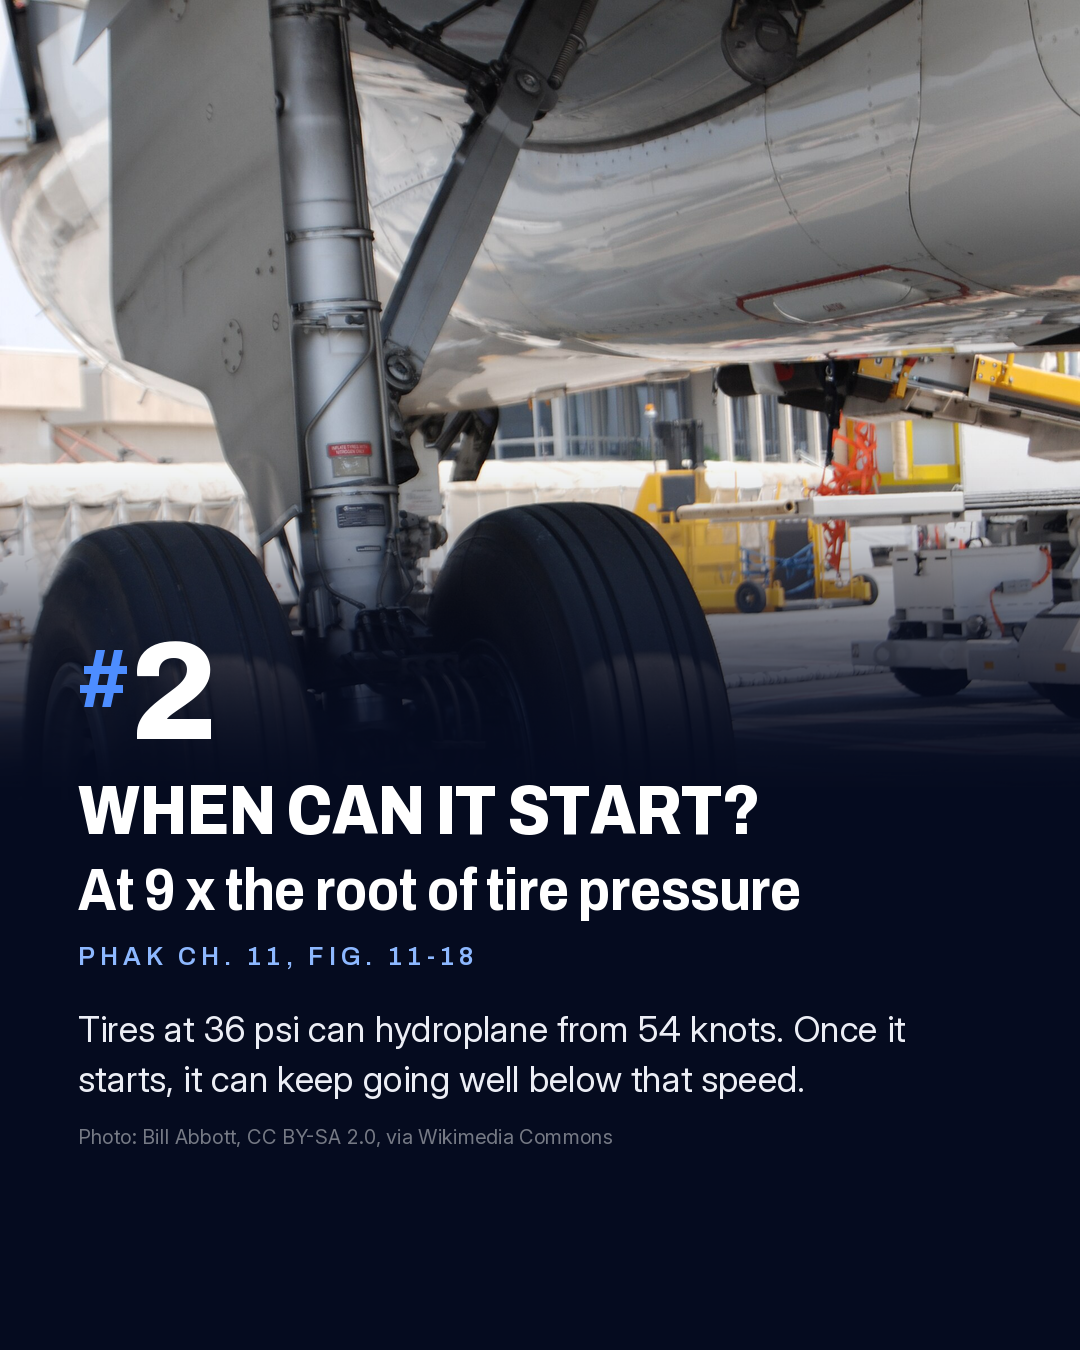 #2
WHEN CAN IT START?
At 9 x the root of tire pressure
PHAK CH. 11, FIG. 11-18
Tires at 36 psi can hydroplane from 54 knots. Once it
starts, it can keep going well below that speed.
Photo: Bill Abbott, CC BY-SA 2.0, via Wikimedia Commons